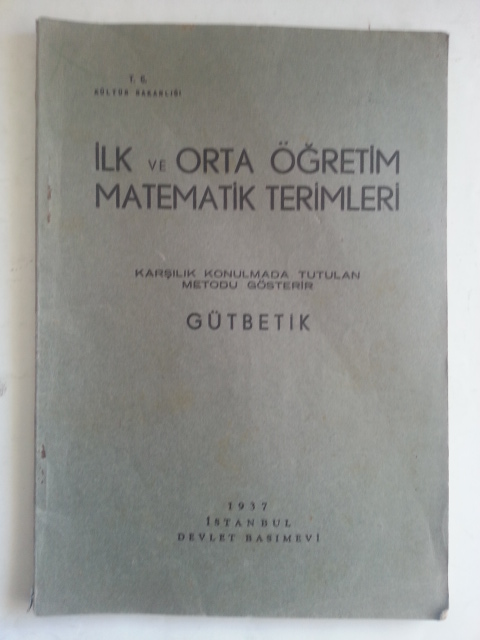 T. C.
KÜLTÜR BAKANLIĞI
İLK VE ORTA ÖĞRETİM
MATEMATİK TERİMLERİ
KARŞILIK KONULMADA TUTULAN
METODU GÖSTERİR
GÜTBETİK
1937
İSTANBUL
DEVLET BASIMEVİ